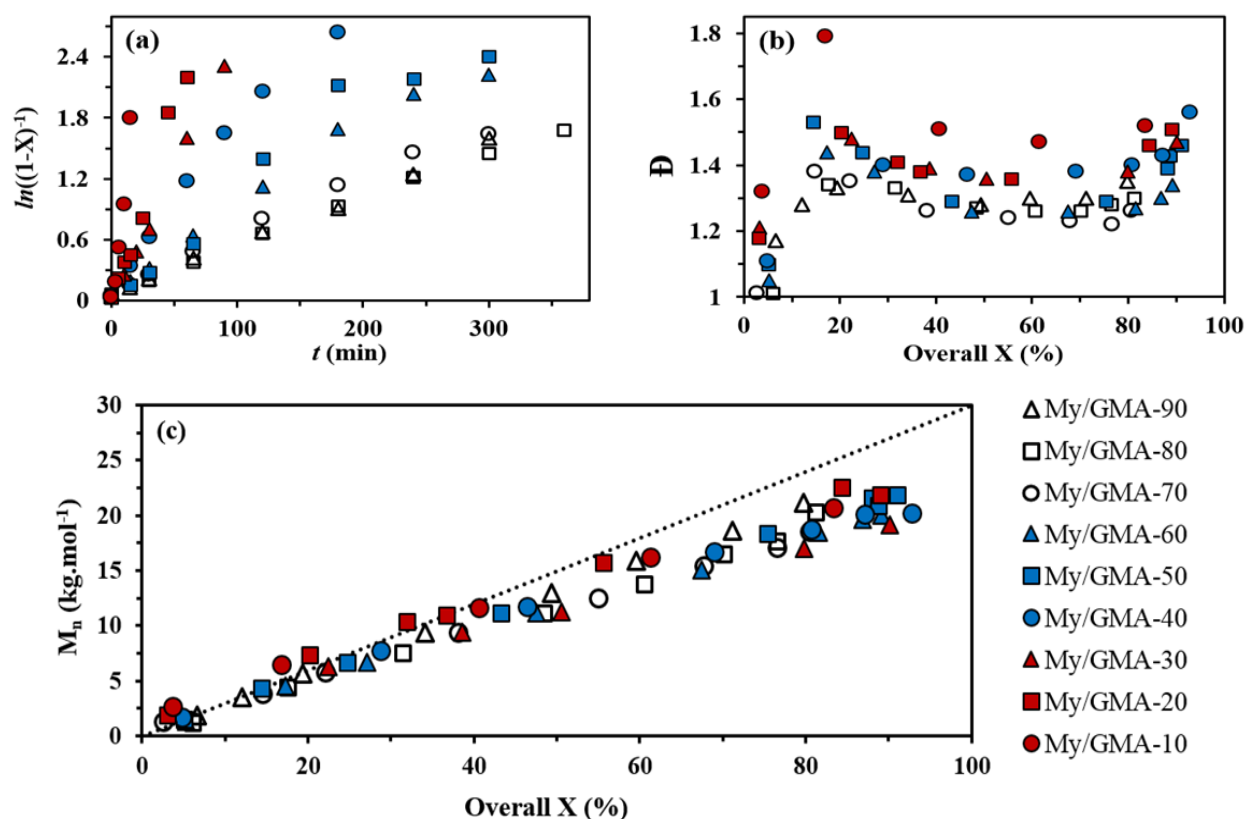 (a)
ln((1-X)⁻¹)
2.4
1.8
1.2
0.6
0
0 100 200 300
t (min)
(b)
Đ
1.8
1.6
1.4
1.2
1
0 20 40 60 80 100
Overall X (%)
(c)
Mn (kg.mol⁻¹)
30
25
20
15
10
5
0
0 20 40 60 80 100
Overall X (%)
My/GMA-90
My/GMA-80
My/GMA-70
My/GMA-60
My/GMA-50
My/GMA-40
My/GMA-30
My/GMA-20
My/GMA-10